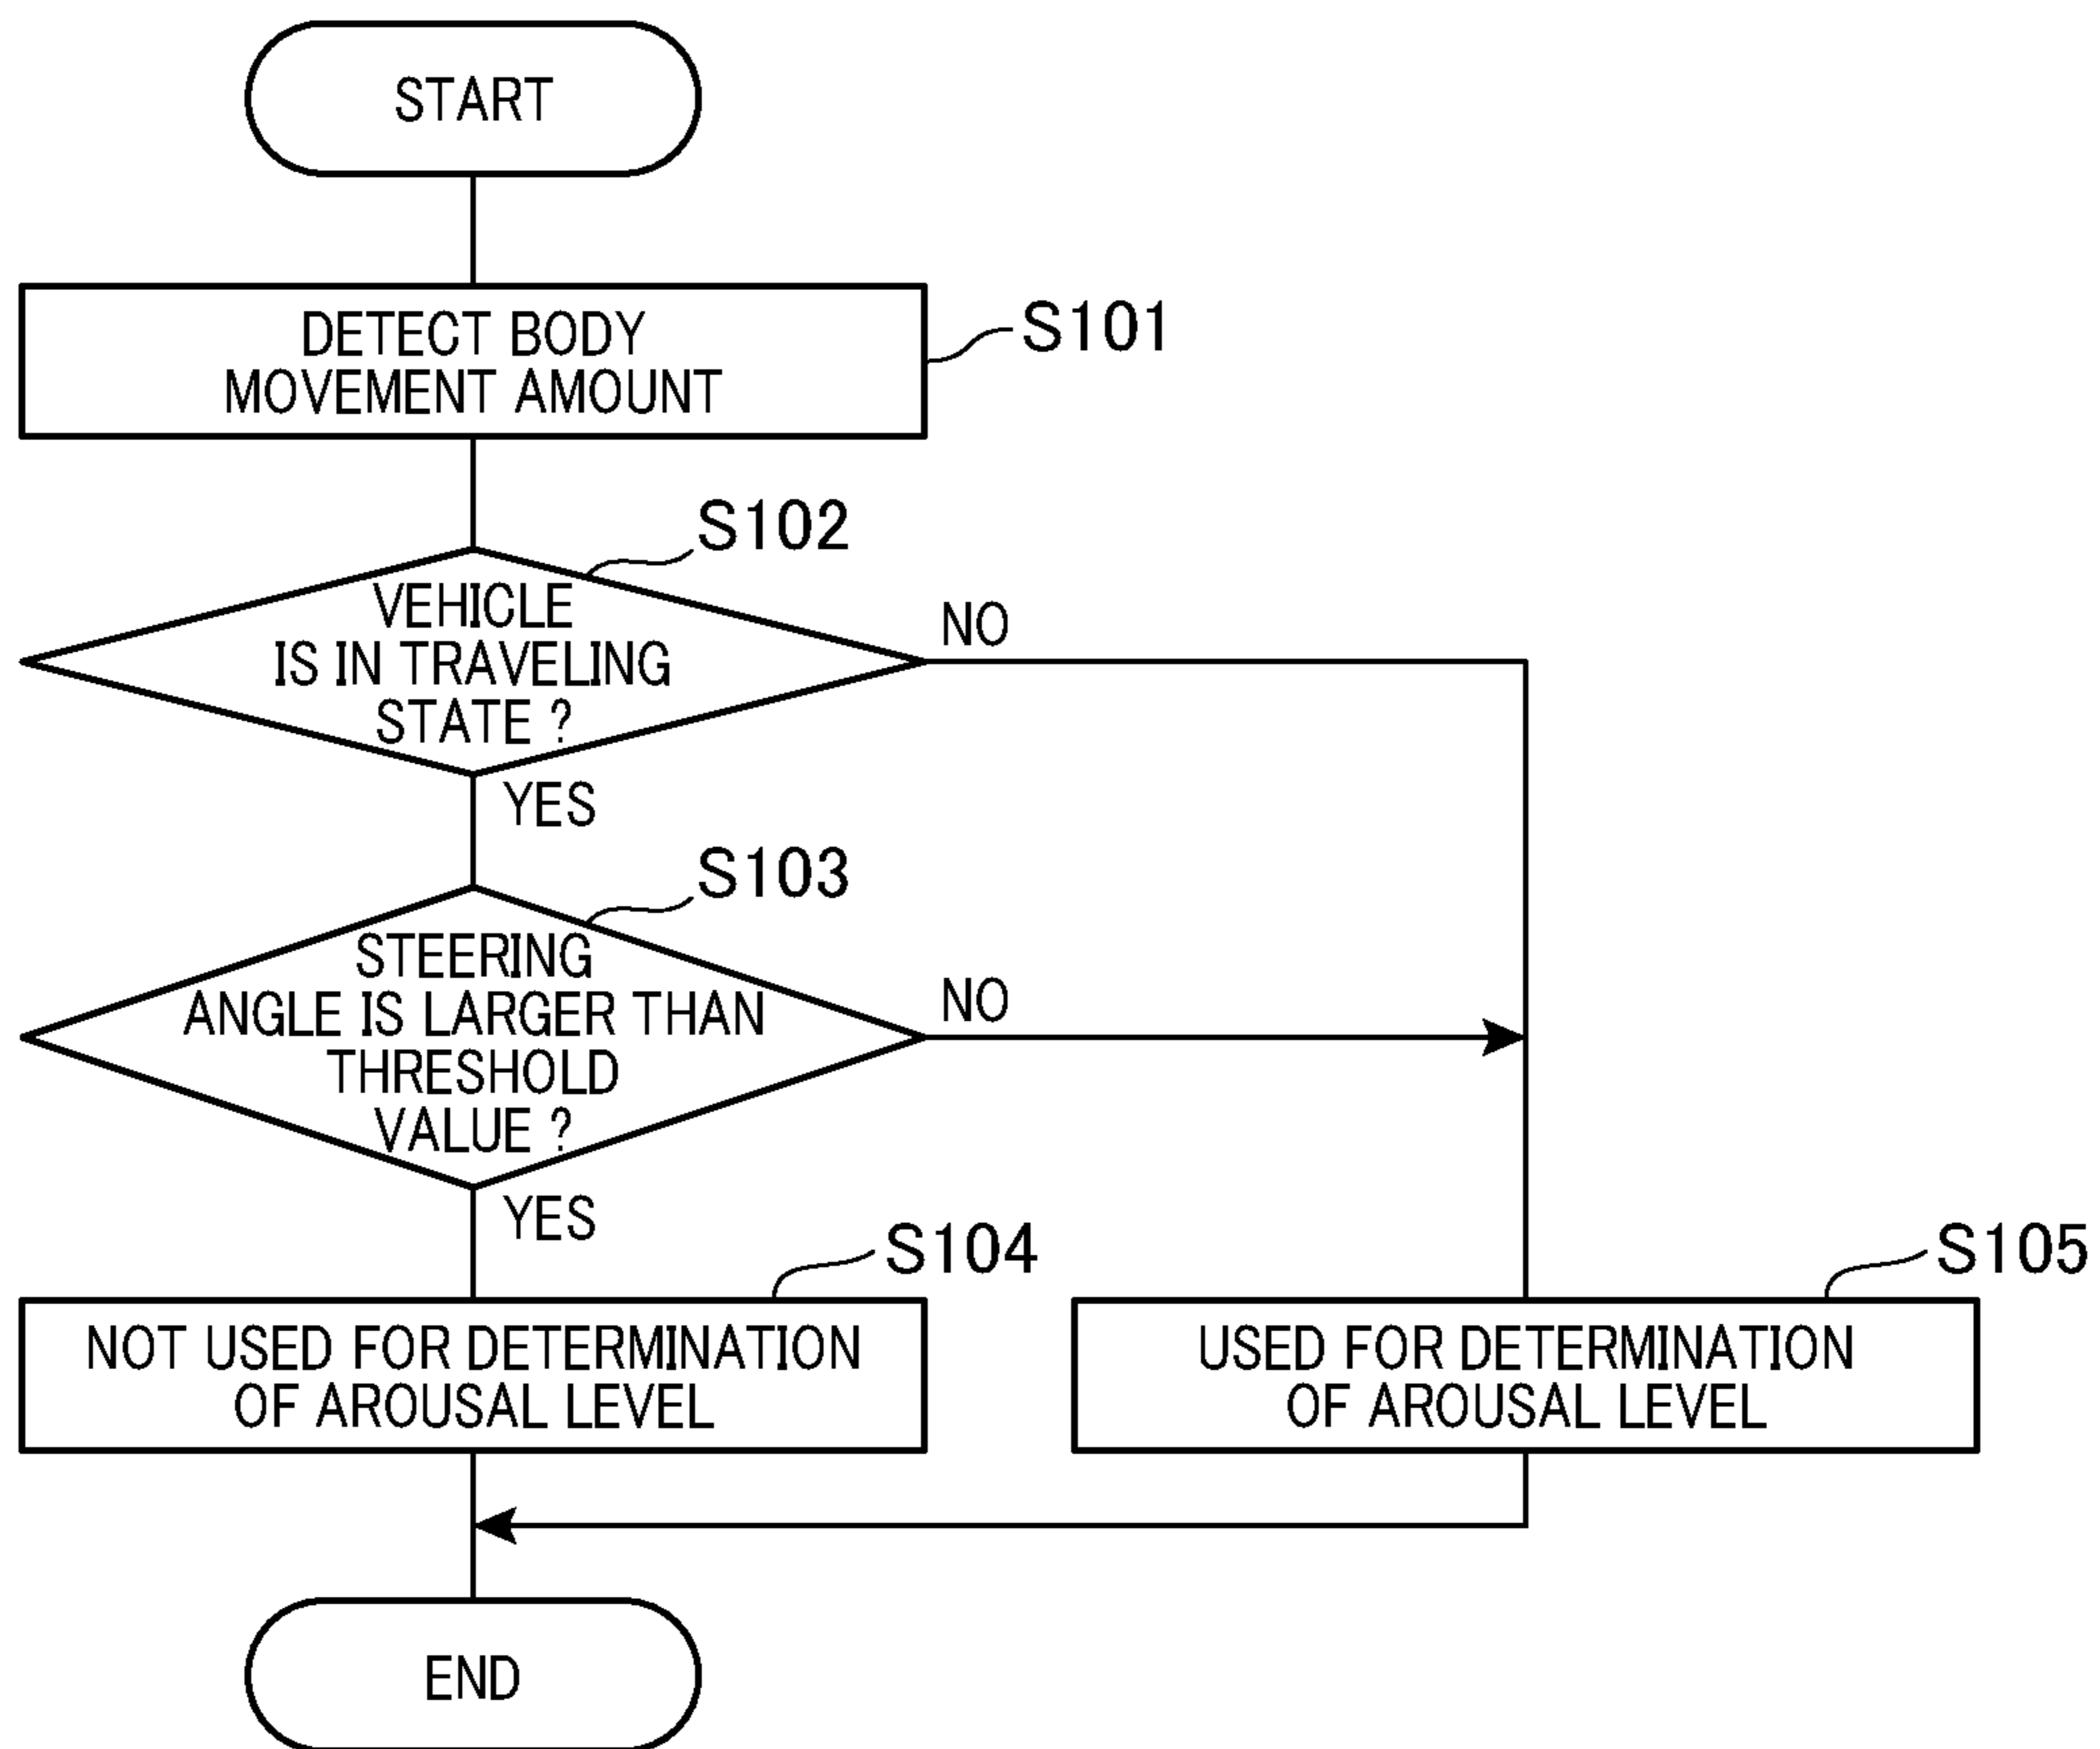 START
DETECT BODY
MOVEMENT AMOUNT
S101
S102
VEHICLE
IS IN TRAVELING
STATE ?
NO
YES
S103
STEERING
ANGLE IS LARGER THAN
THRESHOLD
VALUE ?
NO
YES
S104
NOT USED FOR DETERMINATION
OF AROUSAL LEVEL
S105
USED FOR DETERMINATION
OF AROUSAL LEVEL
END